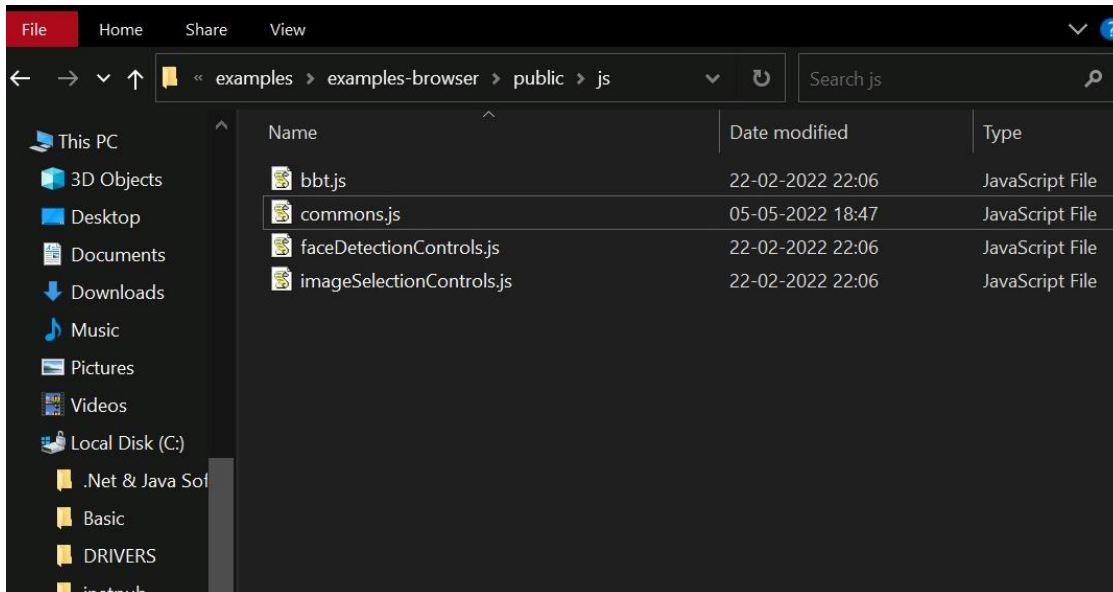 File Home Share View
« examples > examples-browser > public > js Search js
Name Date modified Type
This PC
3D Objects
Desktop
Documents
Downloads
Music
Pictures
Videos
Local Disk (C:)
.Net & Java Sof
Basic
DRIVERS
bbt.js 22-02-2022 22:06 JavaScript File
commons.js 05-05-2022 18:47 JavaScript File
faceDetectionControls.js 22-02-2022 22:06 JavaScript File
imageSelectionControls.js 22-02-2022 22:06 JavaScript File